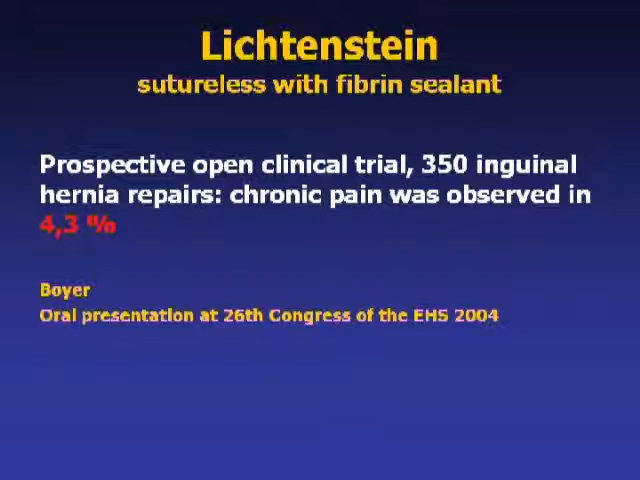 Lichtenstein
sutureless with fibrin sealant
Prospective open clinical trial, 350 inguinal
hernia repairs: chronic pain was observed in
4,3 %
Boyer
Oral presentation at 26th Congress of the EHS 2004